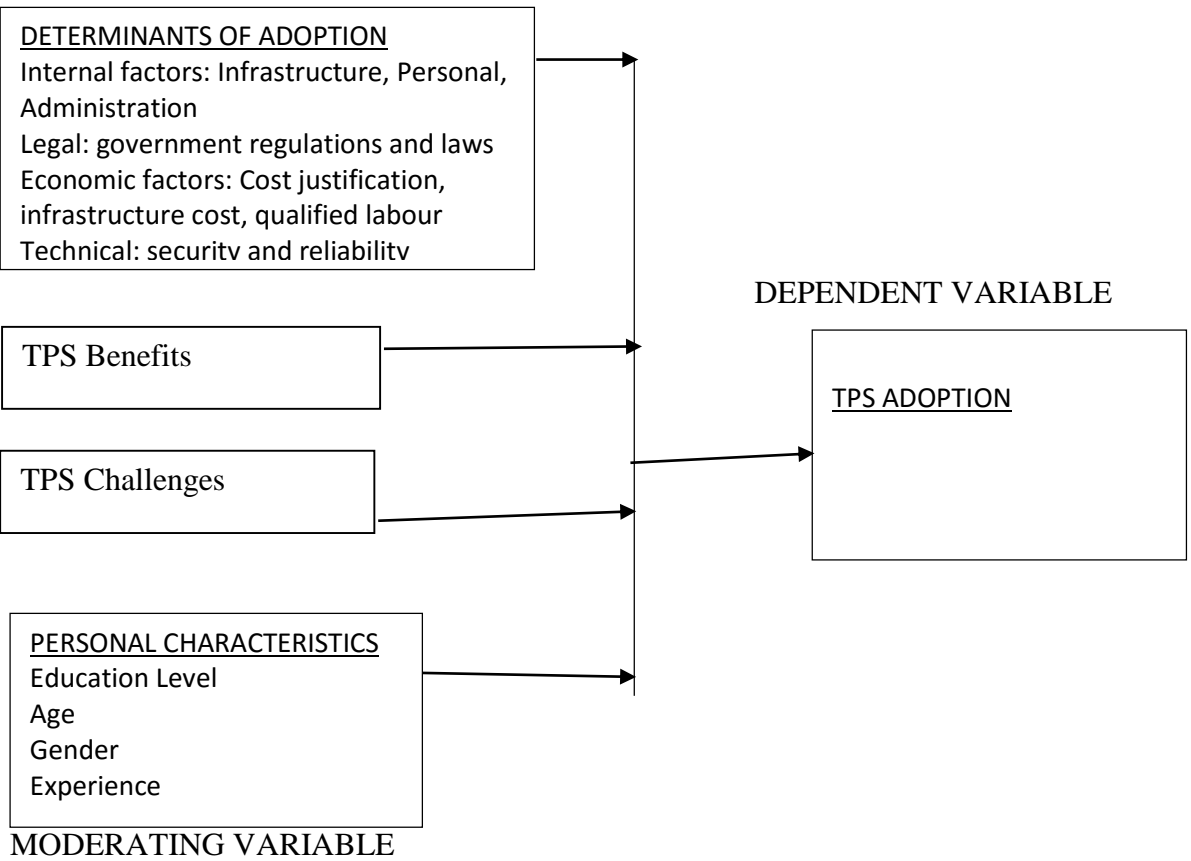 DETERMINANTS OF ADOPTION
Internal factors: Infrastructure, Personal,
Administration
Legal: government regulations and laws
Economic factors: Cost justification,
infrastructure cost, qualified labour
Technical: security and reliability
DEPENDENT VARIABLE
TPS Benefits
TPS ADOPTION
TPS Challenges
PERSONAL CHARACTERISTICS
Education Level
Age
Gender
Experience
MODERATING VARIABLE